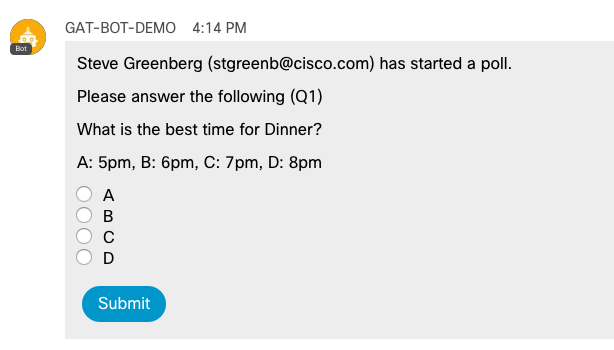 GAT-BOT-DEMO 4:14 PM
Bot
Steve Greenberg (stgreenb@cisco.com) has started a poll.
Please answer the following (Q1)
What is the best time for Dinner?
A: 5pm, B: 6pm, C: 7pm, D: 8pm
A
B
C
D
Submit